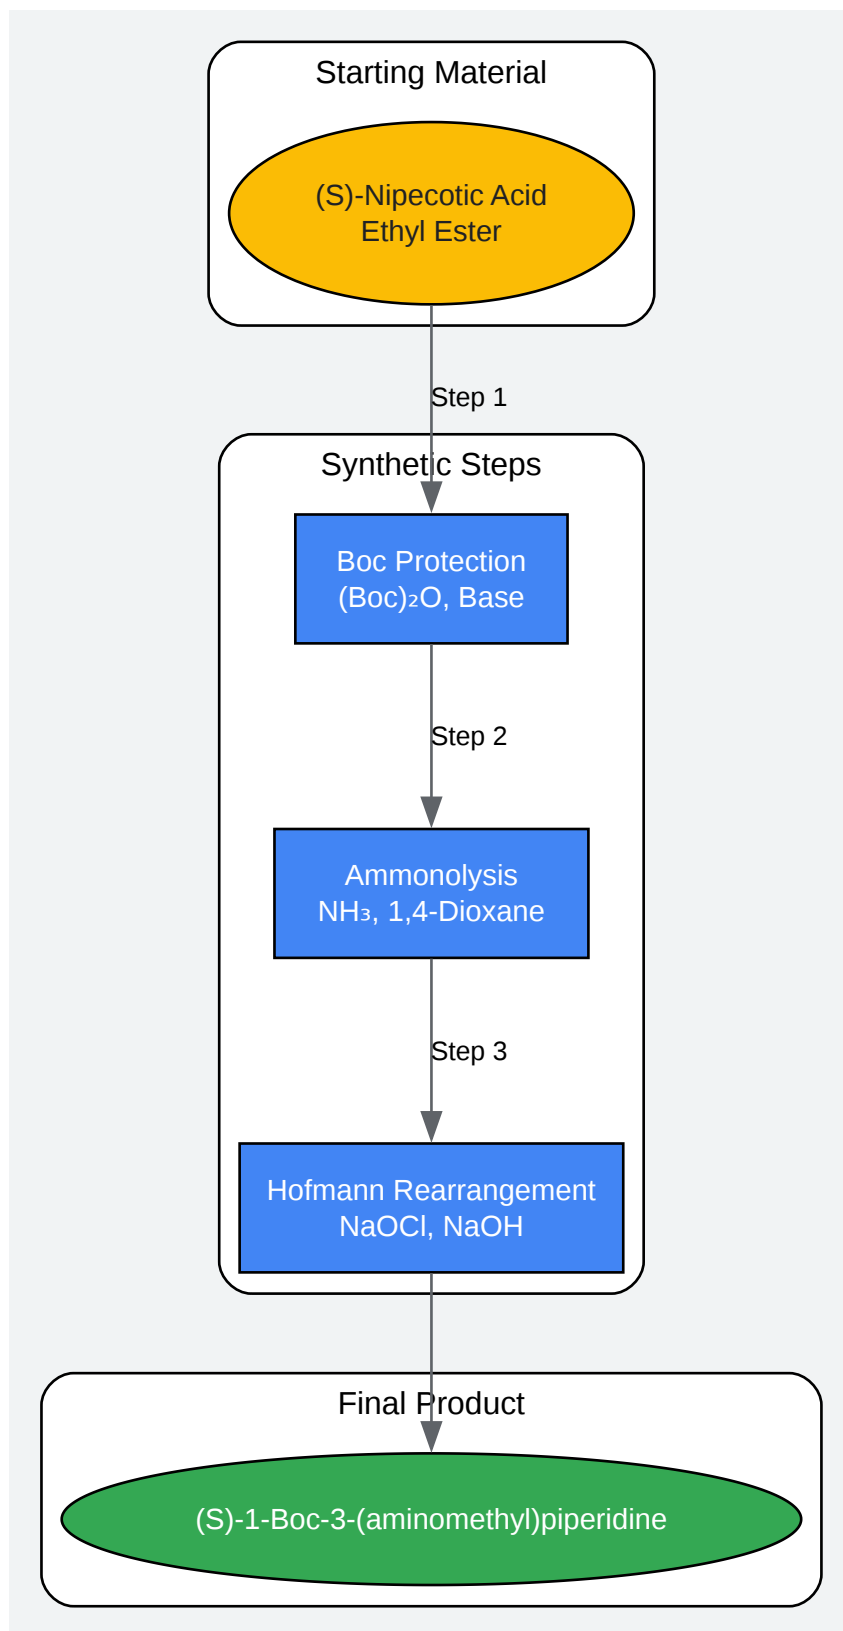 Starting Material
(S)-Nipecotic Acid
Ethyl Ester
Step 1
Synthetic Steps
Boc Protection
(Boc)₂O, Base
Step 2
Ammonolysis
NH₃, 1,4-Dioxane
Step 3
Hofmann Rearrangement
NaOCl, NaOH
Final Product
(S)-1-Boc-3-(aminomethyl)piperidine